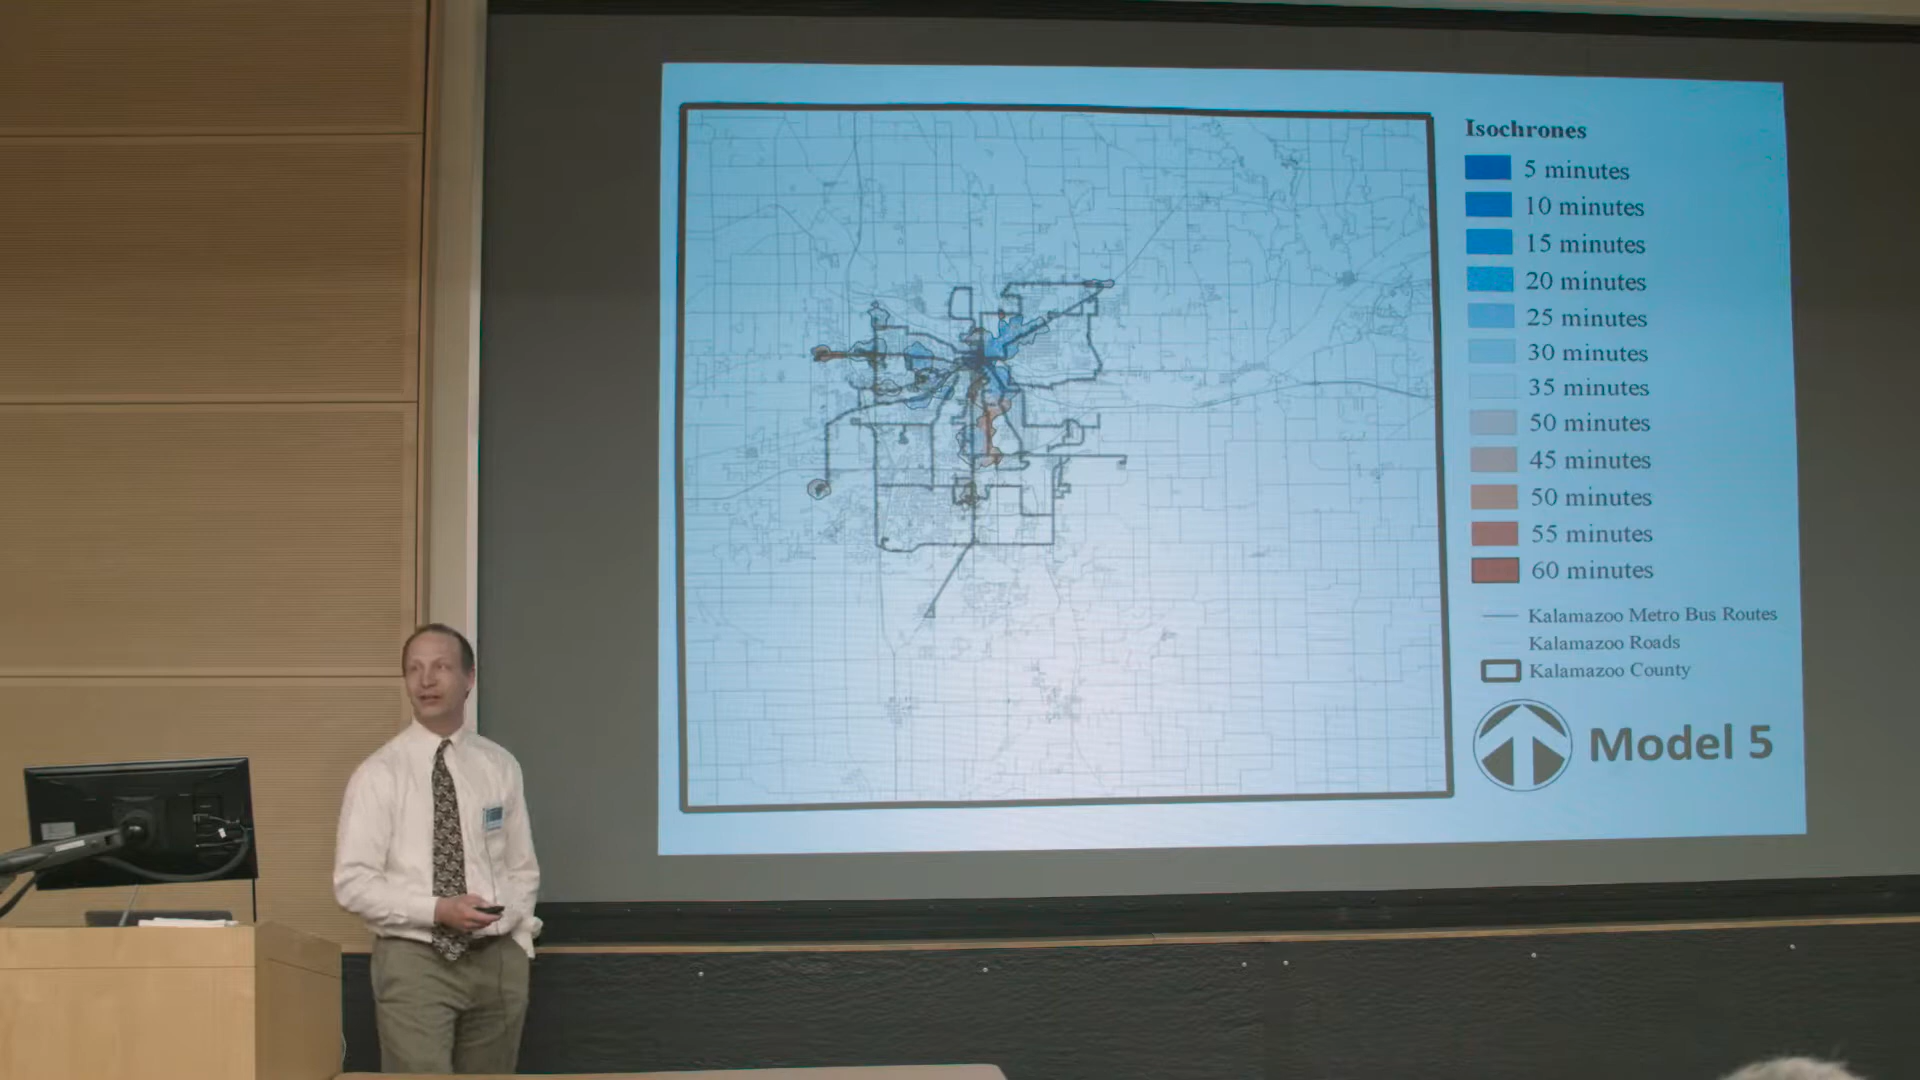 Isochrones
5 minutes
10 minutes
15 minutes
20 minutes
25 minutes
30 minutes
35 minutes
50 minutes
45 minutes
50 minutes
55 minutes
60 minutes
Kalamazoo Metro Bus Routes
Kalamazoo Roads
Kalamazoo County
Model 5